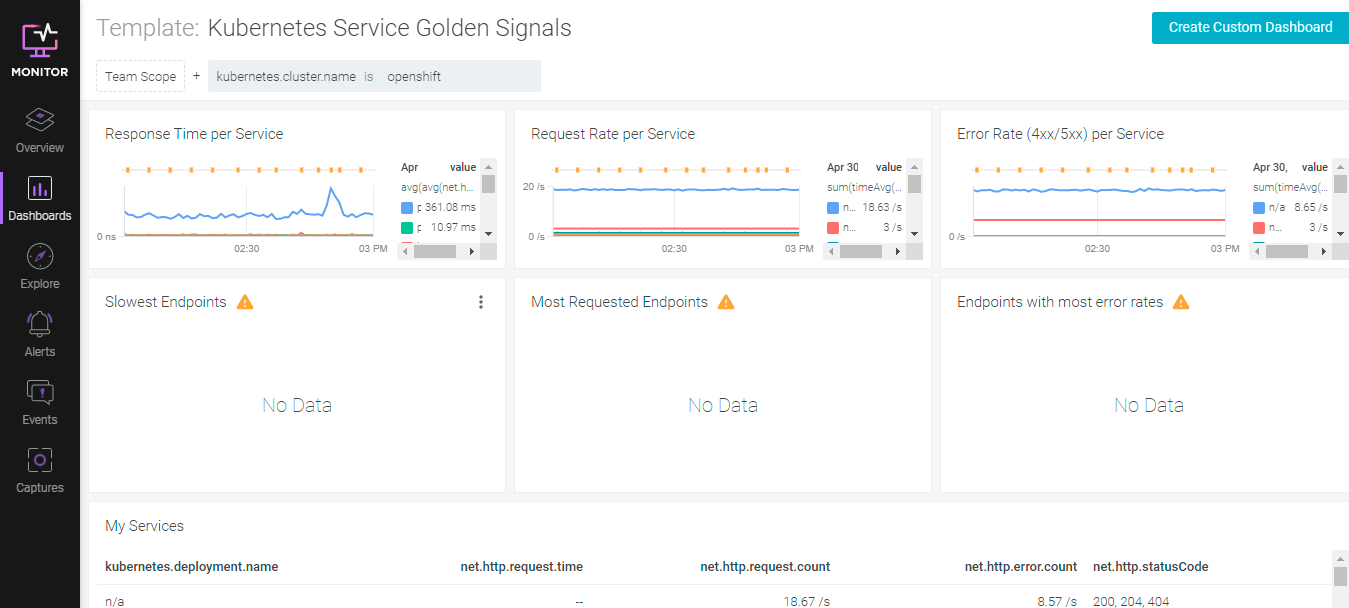 Template: Kubernetes Service Golden Signals
Create Custom Dashboard
MONITOR
Team Scope + kubernetes.cluster.name is openshift
Overview
Dashboards
Explore
Alerts
Events
Captures
Response Time per Service
Apr value
avg(avg(net.h...
361.08 ms
10.97 ms
0 ns
02:30 03 PM
Request Rate per Service
Apr 30 value
sum(timeAvg(...
20 /s
n... 18.63 /s
n... 3 /s
0 /s
02:30 03 PM
Error Rate (4xx/5xx) per Service
Apr 30, value
sum(timeAvg(...
n/a 8.65 /s
n... 3 /s
0 /s
02:30 03 PM
Slowest Endpoints
No Data
Most Requested Endpoints
No Data
Endpoints with most error rates
No Data
My Services
kubernetes.deployment.name net.http.request.time net.http.request.count net.http.error.count net.http.statusCode
n/a -- 18.67 /s 8.57 /s 200, 204, 404